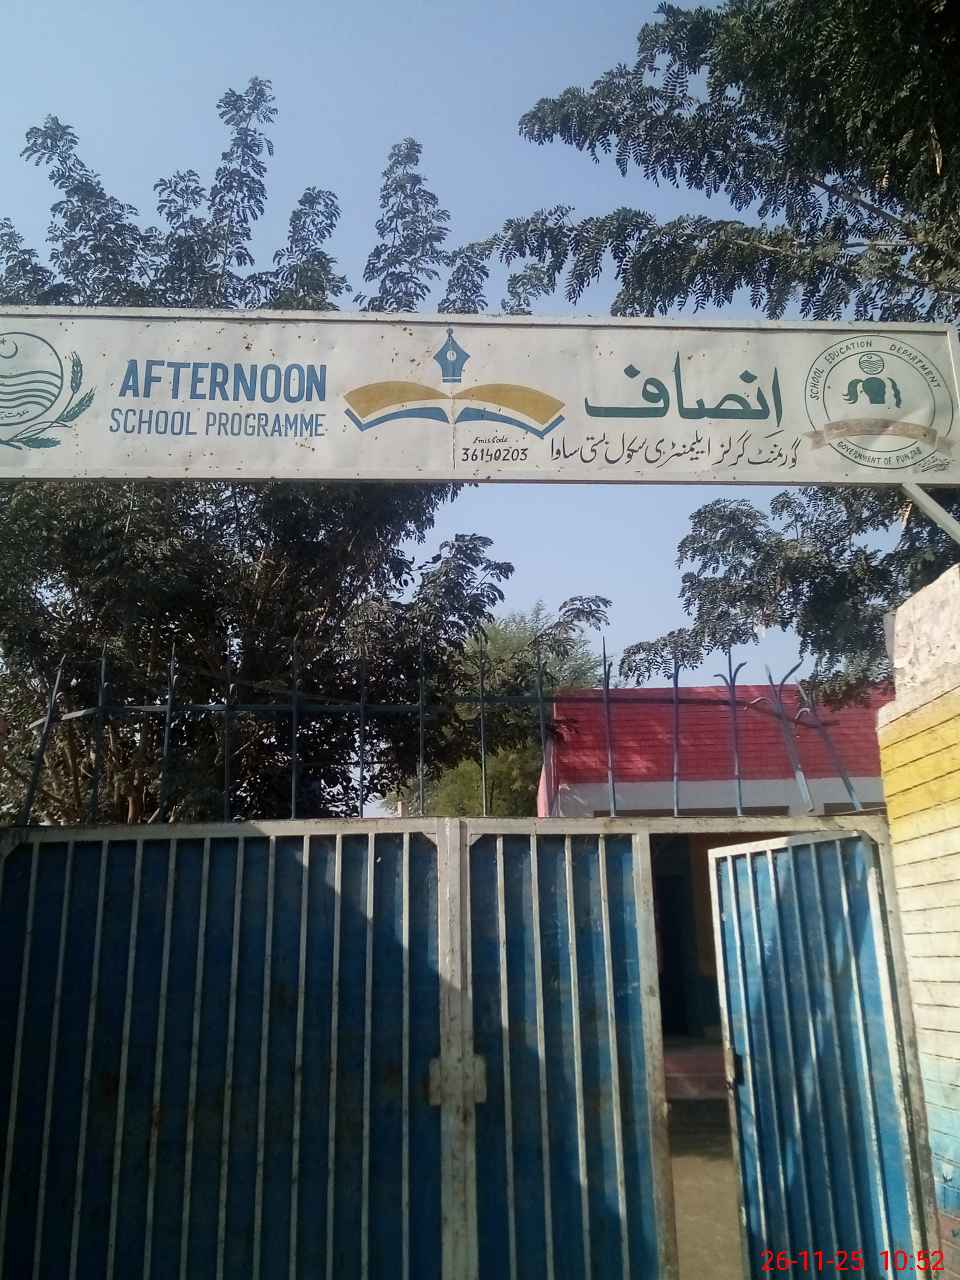 AFTERNOON
SCHOOL PROGRAMME
Emis Code
36140203
انصاف
گورنمنٹ گرلز ایلیمنٹری سکول بستی ساوا
SCHOOL EDUCATION DEPARTMENT
GOVERNMENT OF PUNJAB
26-11-25 10:52